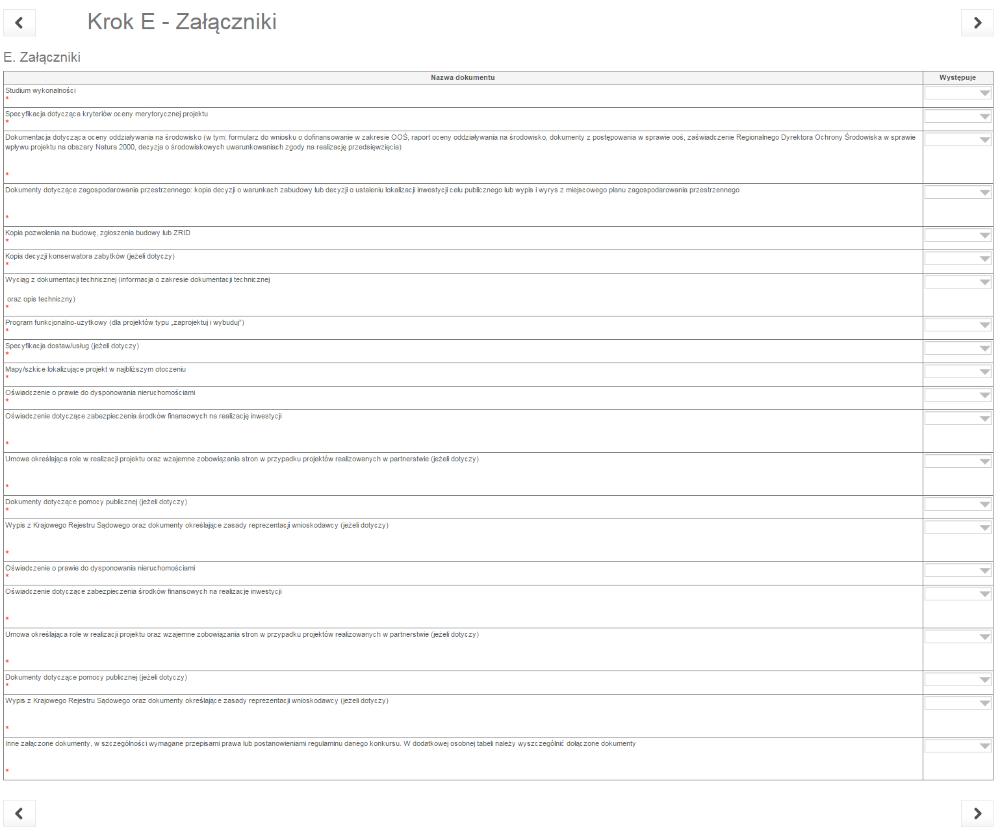 Krok E - Załączniki
E. Załączniki
Nazwa dokumentu Występuje
Studium wykonalności
*
Specyfikacja dotycząca kryteriów oceny merytorycznej projektu
*
Dokumentacja dotycząca oceny oddziaływania na środowisko (w tym: formularz do wniosku o dofinansowanie w zakresie OOŚ, raport oceny oddziaływania na środowisko, dokumenty z postępowania w sprawie ooś, zaświadczenie Regionalnego Dyrektora Ochrony Środowiska w sprawie
wpływu projektu na obszary Natura 2000, decyzja o środowiskowych uwarunkowaniach zgody na realizację przedsięwzięcia)
*
Dokumenty dotyczące zagospodarowania przestrzennego: kopia decyzji o warunkach zabudowy lub decyzji o ustaleniu lokalizacji inwestycji celu publicznego lub wypis i wyrys z miejscowego planu zagospodarowania przestrzennego
*
Kopia pozwolenia na budowę, zgłoszenia budowy lub ZRID
*
Kopia decyzji konserwatora zabytków (jeżeli dotyczy)
*
Wyciąg z dokumentacji technicznej (informacja o zakresie dokumentacji technicznej
oraz opis techniczny)
*
Program funkcjonalno-użytkowy (dla projektów typu „zaprojektuj i wybuduj”)
*
Specyfikacja dostaw/usług (jeżeli dotyczy)
*
Mapy/szkice lokalizujące projekt w najbliższym otoczeniu
*
Oświadczenie o prawie do dysponowania nieruchomościami
*
Oświadczenie dotyczące zabezpieczenia środków finansowych na realizację inwestycji
*
Umowa określająca role w realizacji projektu oraz wzajemne zobowiązania stron w przypadku projektów realizowanych w partnerstwie (jeżeli dotyczy)
*
Dokumenty dotyczące pomocy publicznej (jeżeli dotyczy)
*
Wypis z Krajowego Rejestru Sądowego oraz dokumenty określające zasady reprezentacji wnioskodawcy (jeżeli dotyczy)
*
Oświadczenie o prawie do dysponowania nieruchomościami
*
Oświadczenie dotyczące zabezpieczenia środków finansowych na realizację inwestycji
*
Umowa określająca role w realizacji projektu oraz wzajemne zobowiązania stron w przypadku projektów realizowanych w partnerstwie (jeżeli dotyczy)
*
Dokumenty dotyczące pomocy publicznej (jeżeli dotyczy)
*
Wypis z Krajowego Rejestru Sądowego oraz dokumenty określające zasady reprezentacji wnioskodawcy (jeżeli dotyczy)
*
Inne załączone dokumenty, w szczególności wymagane przepisami prawa lub postanowieniami regulaminu danego konkursu. W dodatkowej osobnej tabeli należy wyszczególnić dołączone dokumenty
*